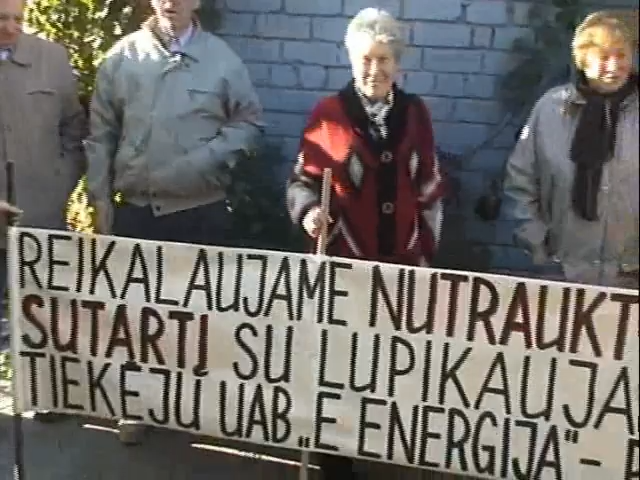 REIKALAUJAME NUTRAUKT
SUTARTĮ SU LUPIKAUJA
TIEKĖJU UAB „E ENERGIJA" –